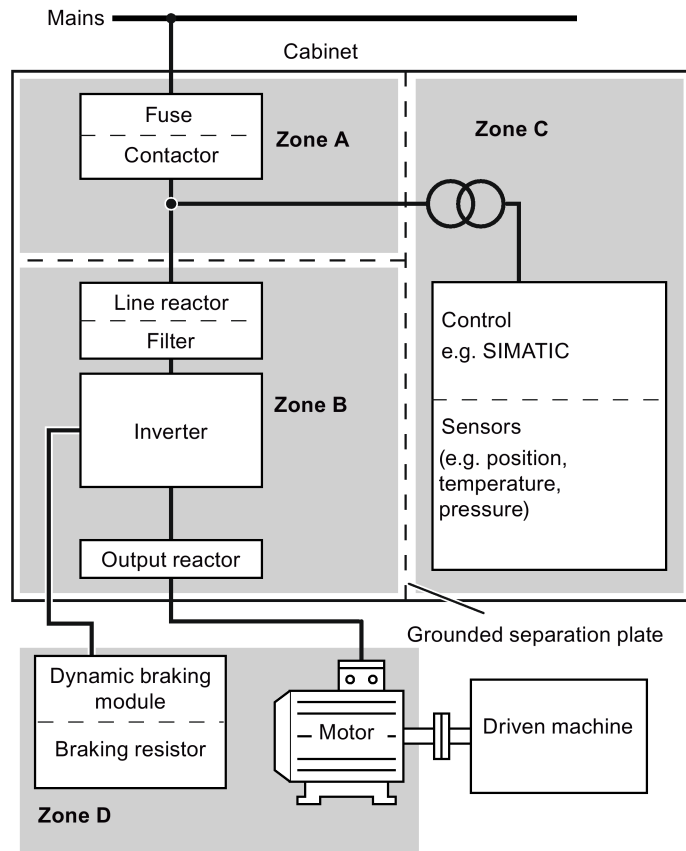 Mains
Cabinet
Fuse
Contactor
Zone A
Zone C
Line reactor
Filter
Inverter
Zone B
Output reactor
Control
e.g. SIMATIC
Sensors
(e.g. position,
temperature,
pressure)
Grounded separation plate
Dynamic braking
module
Braking resistor
Motor
Driven machine
Zone D